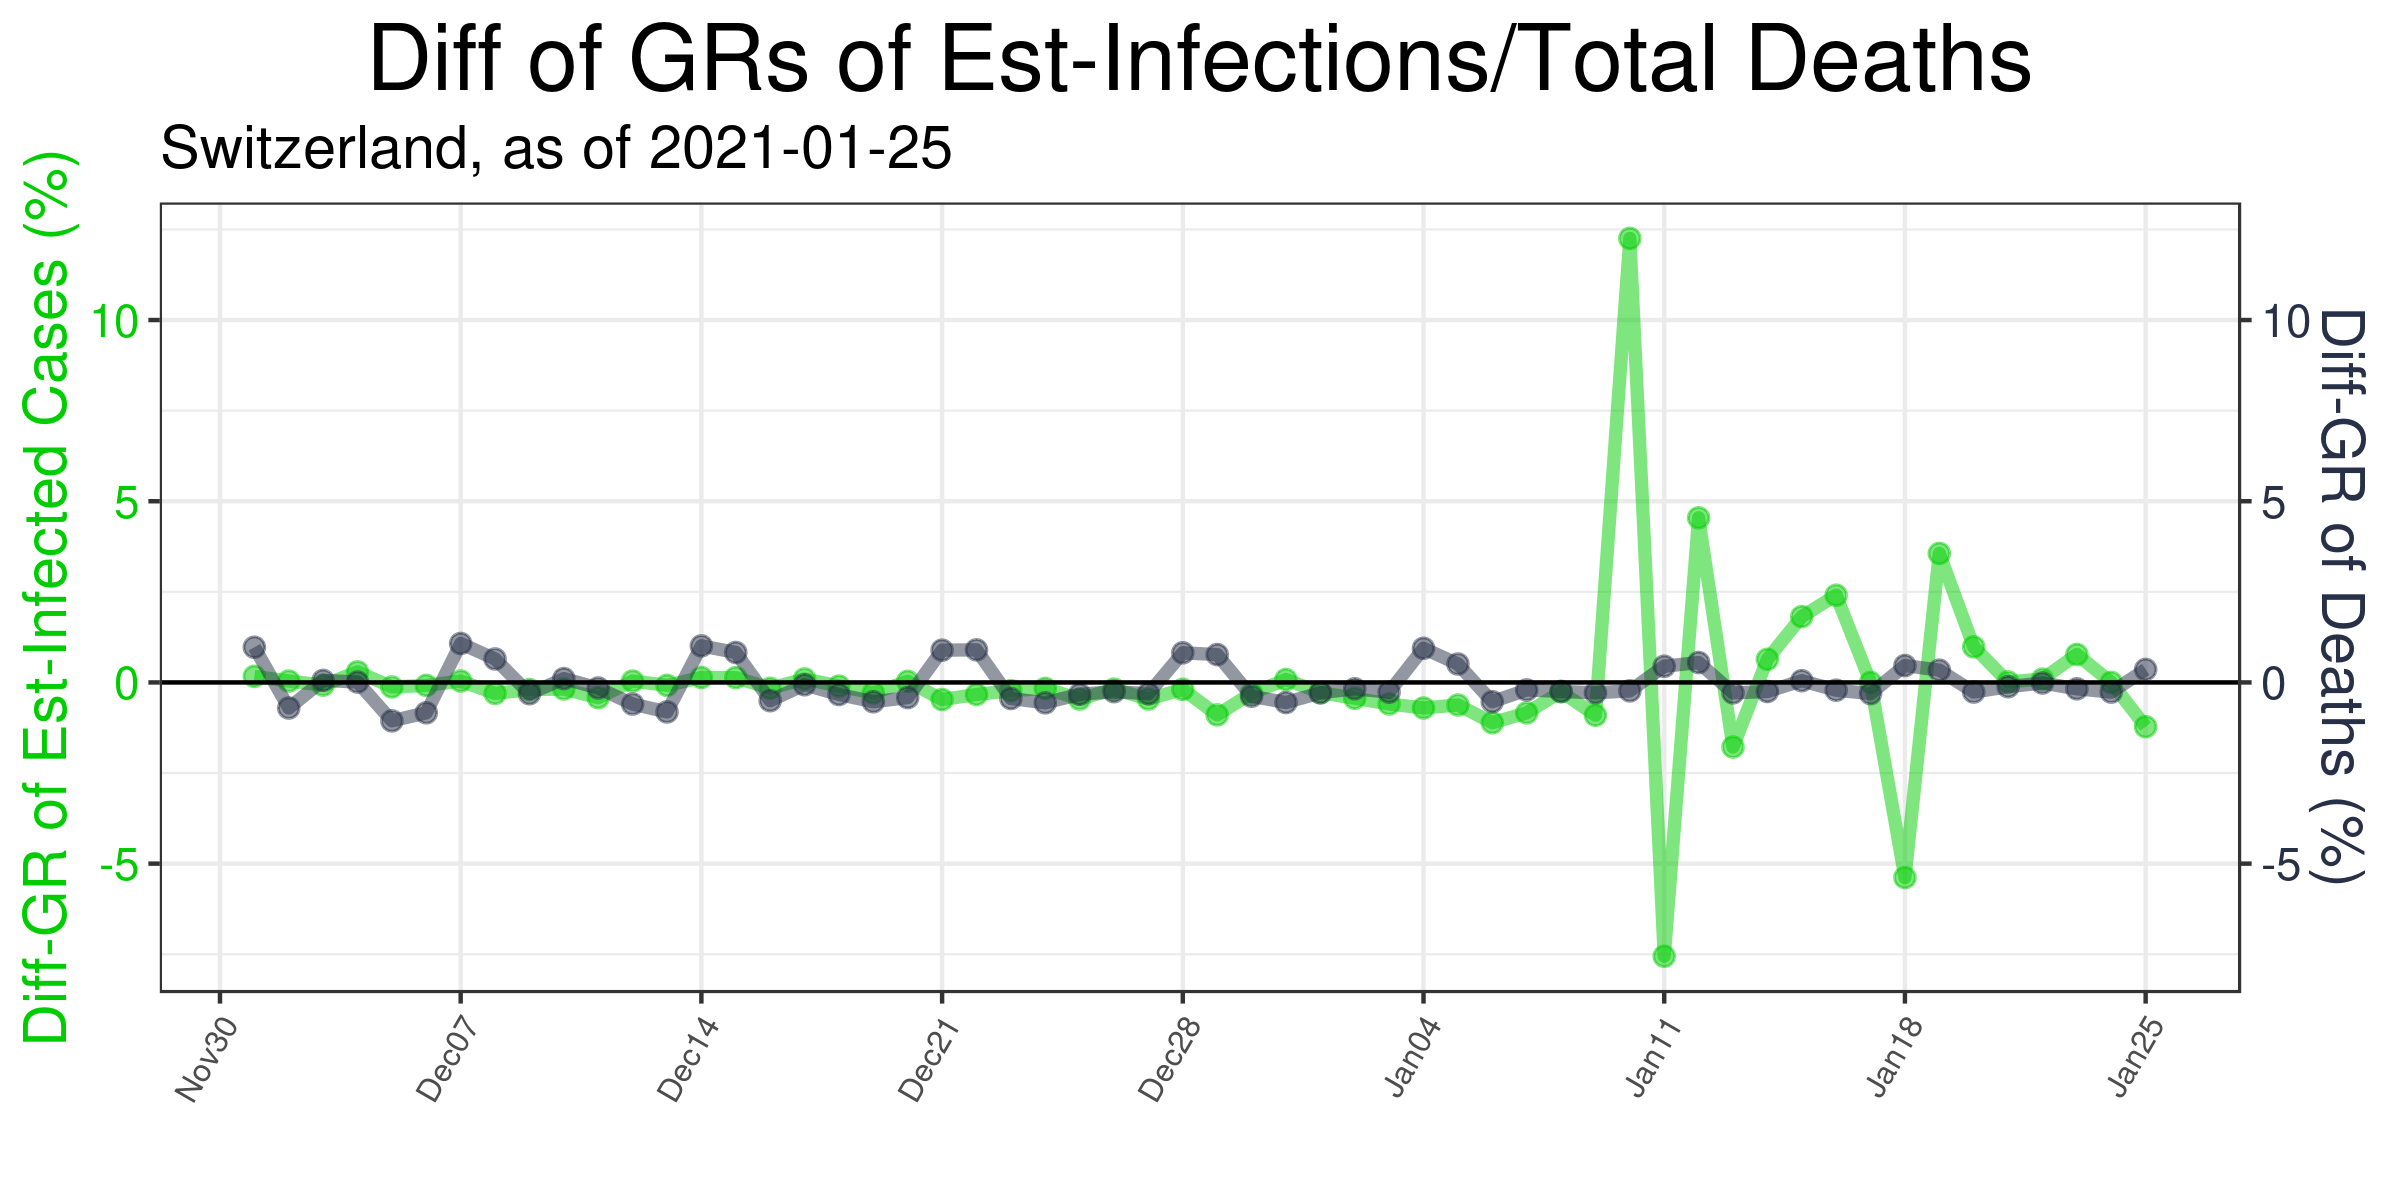 Diff of GRs of Est-Infections/Total Deaths
Switzerland, as of 2021-01-25
Diff-GR of Est-Infected Cases (%)
10
5
0
-5
10
5
0
-5
Diff-GR of Deaths (%)
Nov30
Dec07
Dec14
Dec21
Dec28
Jan04
Jan11
Jan18
Jan25